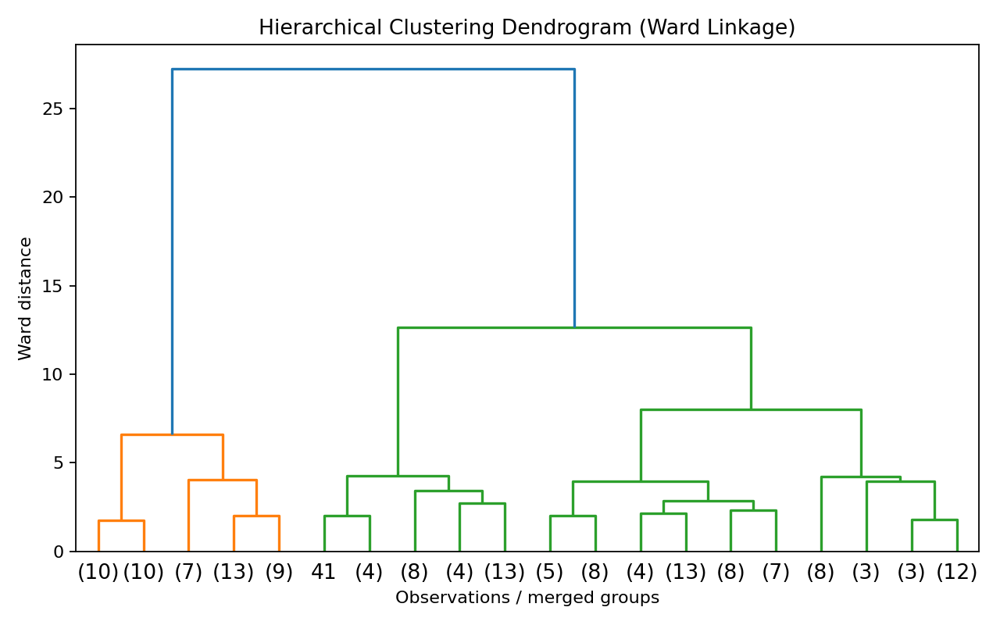 Hierarchical Clustering Dendrogram (Ward Linkage)
Ward distance
25
20
15
10
5
0
(10) (10) (7) (13) (9) 41 (4) (8) (4) (13) (5) (8) (4) (13) (8) (7) (8) (3) (3) (12)
Observations / merged groups